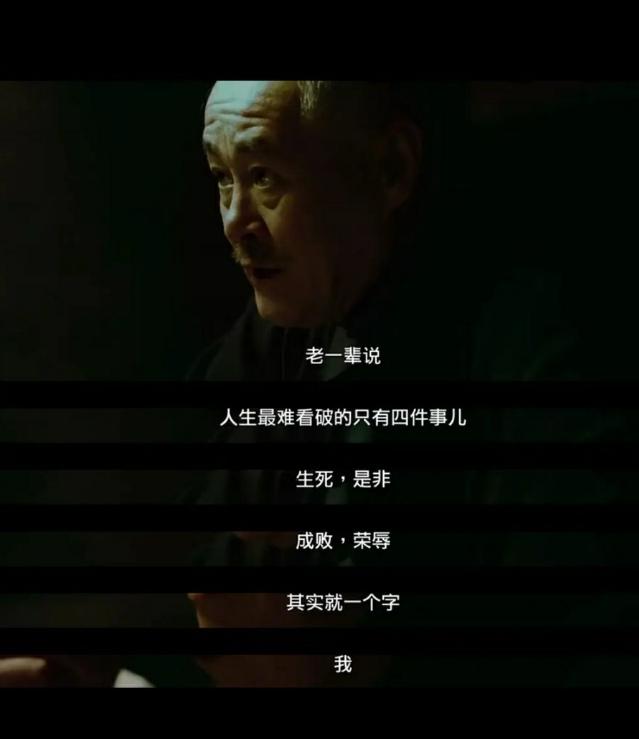 老一辈说
人生最难看破的只有四件事儿
生死，是非
成败，荣辱
其实就一个字
我